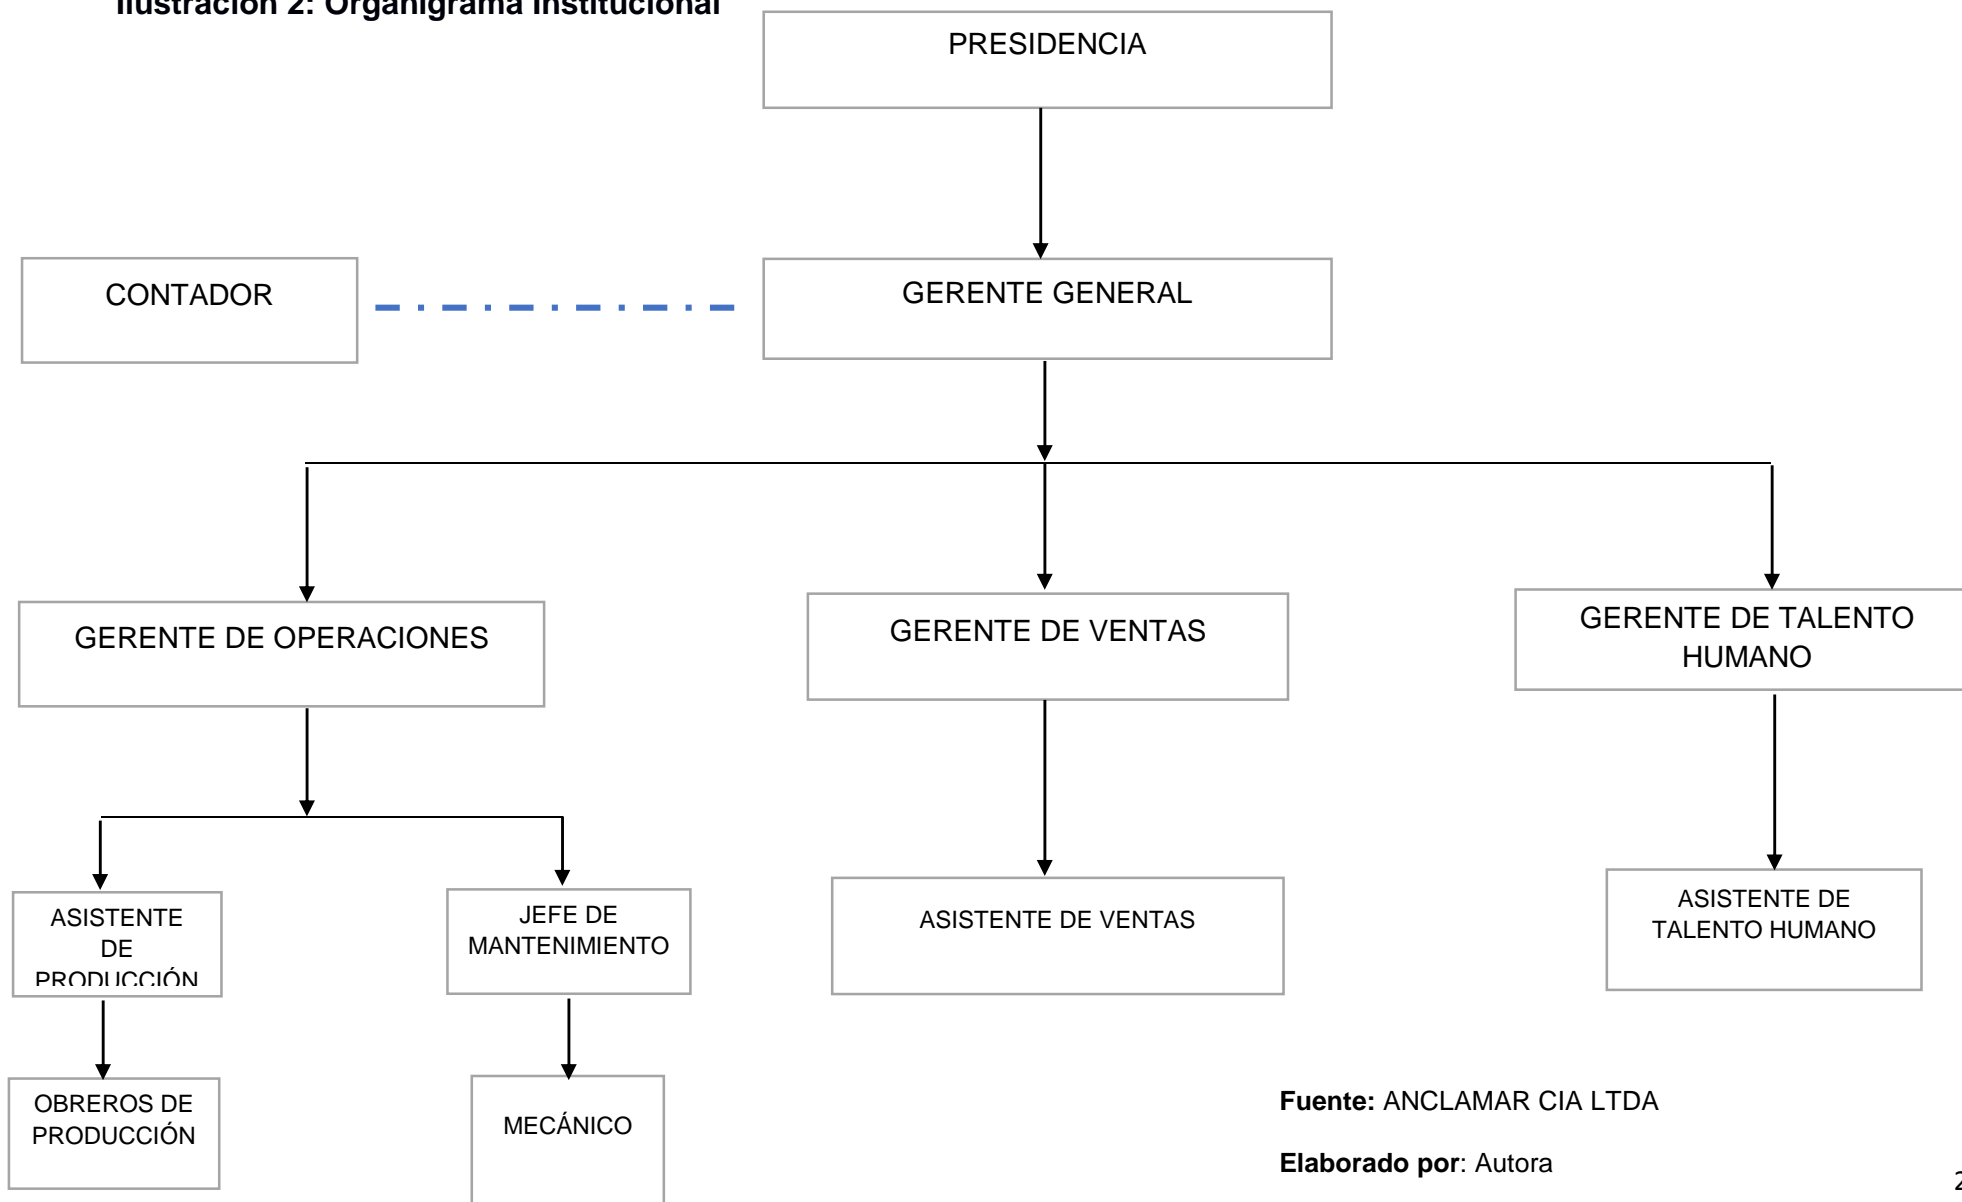 Ilustración 2: Organigrama Institucional
PRESIDENCIA
CONTADOR
GERENTE GENERAL
GERENTE DE OPERACIONES
GERENTE DE VENTAS
GERENTE DE TALENTO
HUMANO
ASISTENTE
DE
PRODUCCIÓN
JEFE DE
MANTENIMIENTO
ASISTENTE DE VENTAS
ASISTENTE DE
TALENTO HUMANO
OBREROS DE
PRODUCCIÓN
MECÁNICO
Fuente: ANCLAMAR CIA LTDA
Elaborado por: Autora